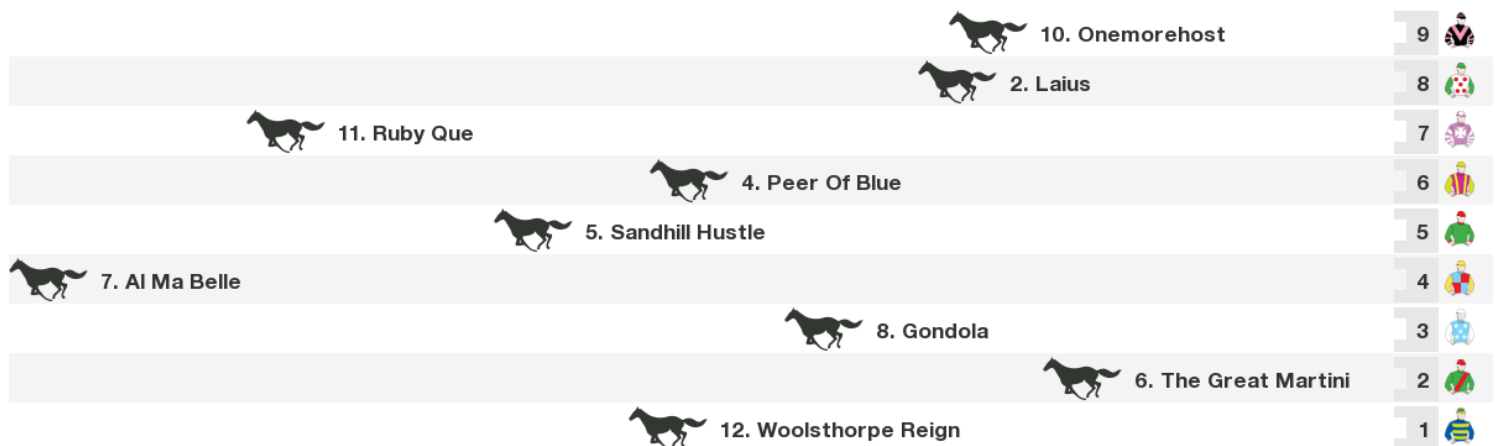 10. Onemorehost 9
2. Laius 8
11. Ruby Que 7
4. Peer Of Blue 6
5. Sandhill Hustle 5
7. Al Ma Belle 4
8. Gondola 3
6. The Great Martini 2
12. Woolsthorpe Reign 1